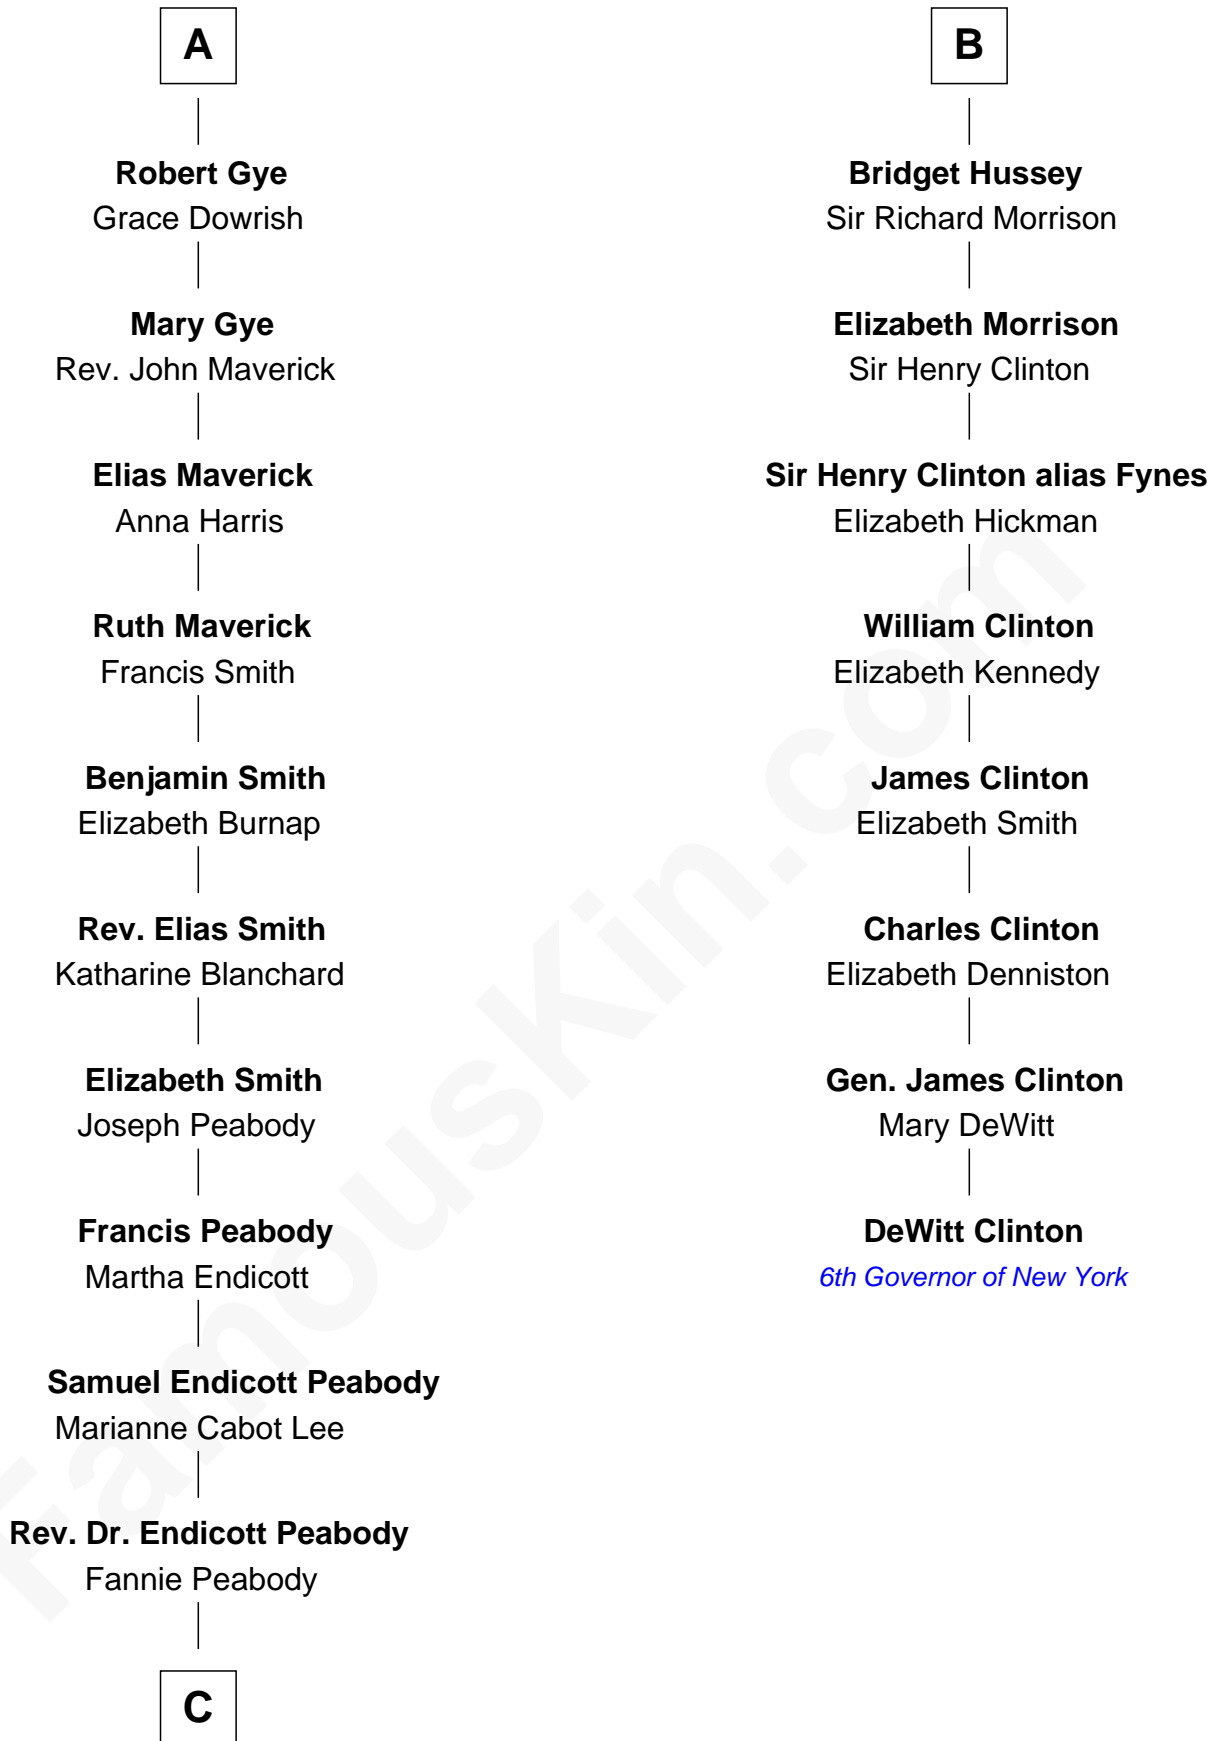 A
Robert Gye
Grace Dowrish
Mary Gye
Rev. John Maverick
Elias Maverick
Anna Harris
Ruth Maverick
Francis Smith
Benjamin Smith
Elizabeth Burnap
Rev. Elias Smith
Katharine Blanchard
Elizabeth Smith
Joseph Peabody
Francis Peabody
Martha Endicott
Samuel Endicott Peabody
Marianne Cabot Lee
Rev. Dr. Endicott Peabody
Fannie Peabody
C
B
Bridget Hussey
Sir Richard Morrison
Elizabeth Morrison
Sir Henry Clinton
Sir Henry Clinton alias Fynes
Elizabeth Hickman
William Clinton
Elizabeth Kennedy
James Clinton
Elizabeth Smith
Charles Clinton
Elizabeth Denniston
Gen. James Clinton
Mary DeWitt
DeWitt Clinton
6th Governor of New York
FamousKin.com